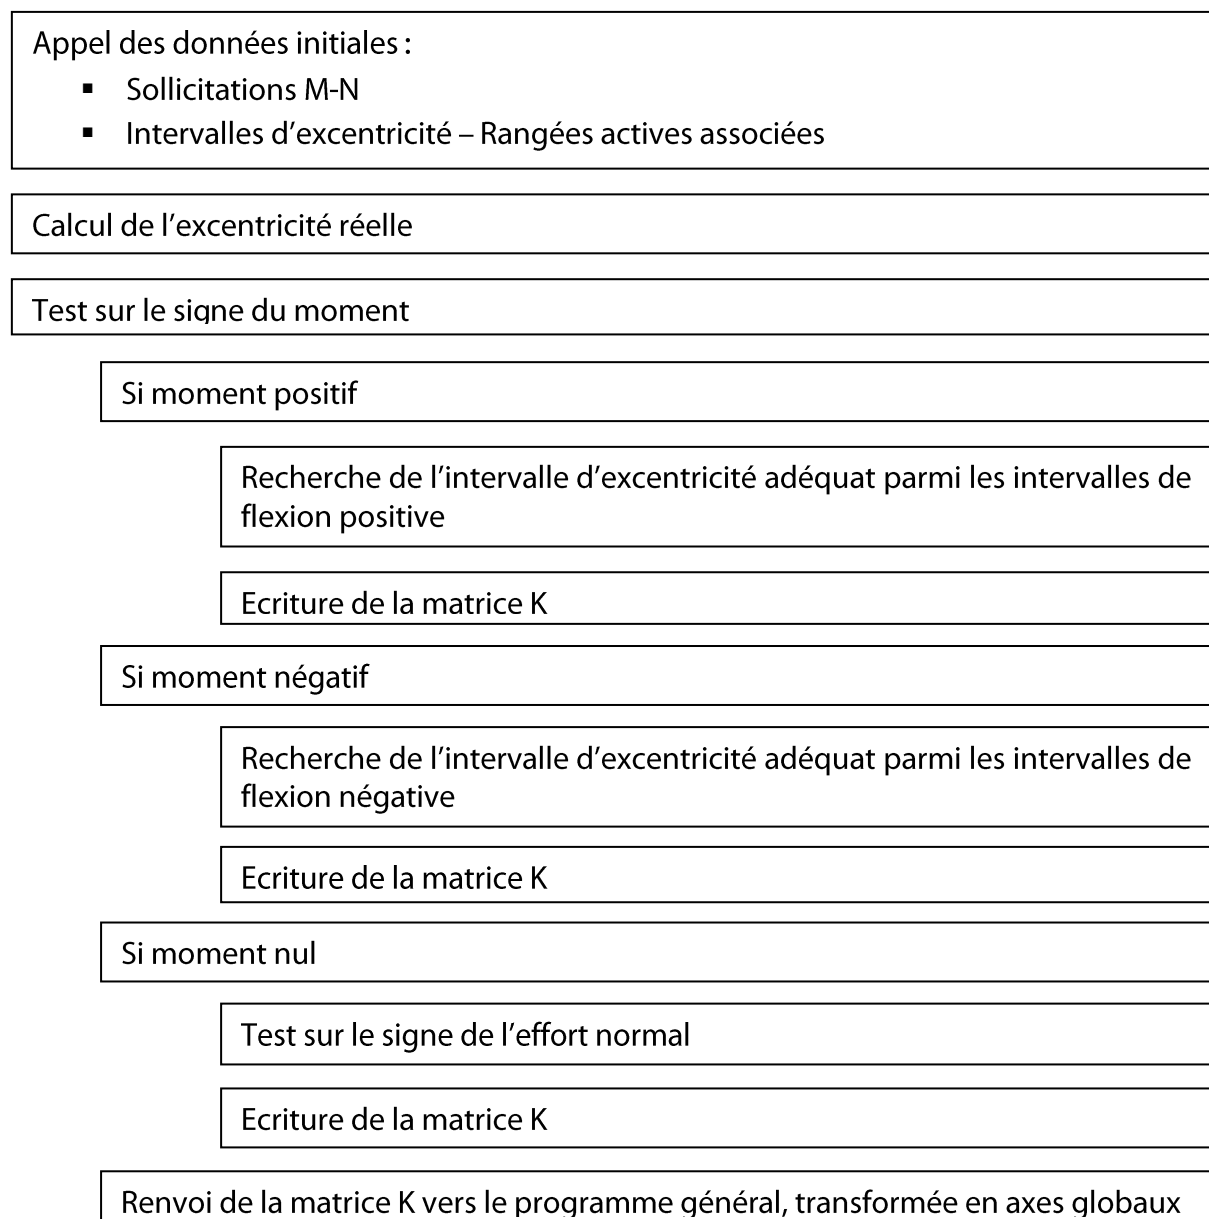 Appel des données initiales :
▪ Sollicitations M-N
▪ Intervalles d’excentricité – Rangées actives associées
Calcul de l’excentricité réelle
Test sur le signe du moment
Si moment positif
Recherche de l’intervalle d’excentricité adéquat parmi les intervalles de
flexion positive
Ecriture de la matrice K
Si moment négatif
Recherche de l’intervalle d’excentricité adéquat parmi les intervalles de
flexion négative
Ecriture de la matrice K
Si moment nul
Test sur le signe de l’effort normal
Ecriture de la matrice K
Renvoi de la matrice K vers le programme général, transformée en axes globaux